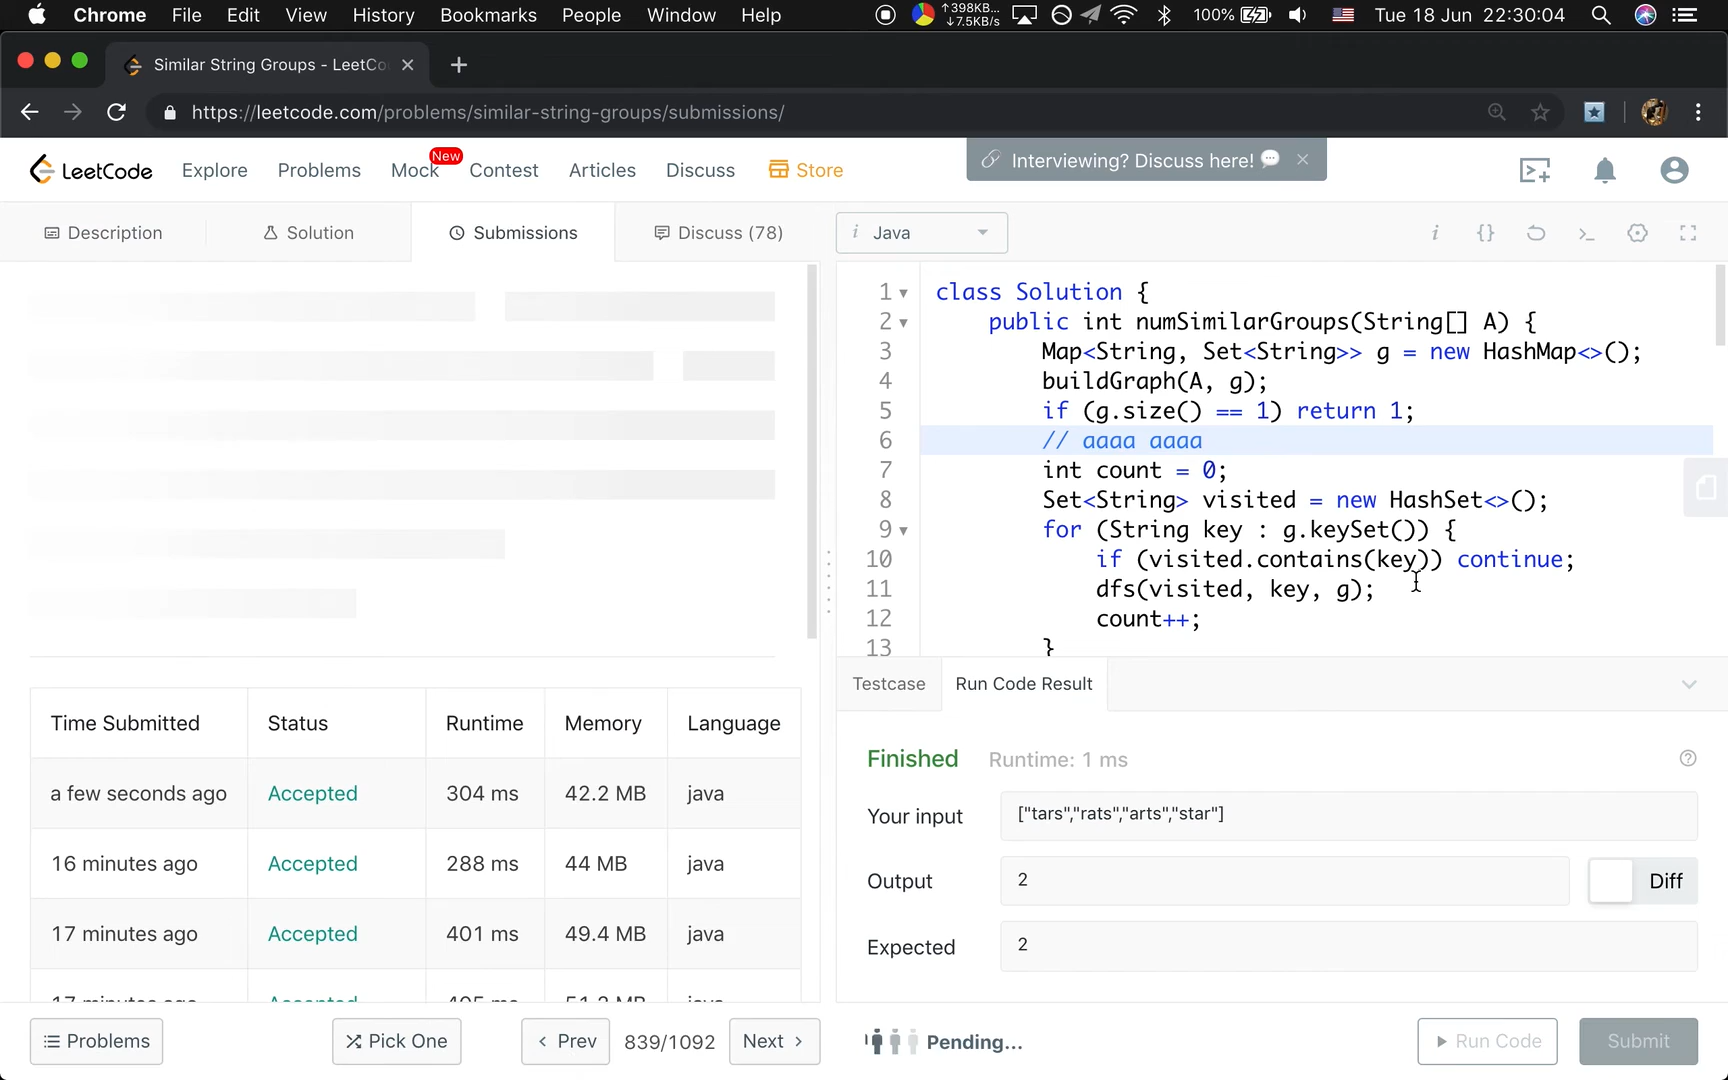 Chrome File Edit View History Bookmarks People Window Help
↑398KB...
↓7.5KB/s
100%
Tue 18 Jun 22:30:04
Similar String Groups - LeetCo
https://leetcode.com/problems/similar-string-groups/submissions/
LeetCode Explore Problems Mock New Contest Articles Discuss Store
Interviewing? Discuss here!
Description Solution Submissions Discuss (78)
Java
1 class Solution {
2 public int numSimilarGroups(String[] A) {
3 Map<String, Set<String>> g = new HashMap<>();
4 buildGraph(A, g);
5 if (g.size() == 1) return 1;
6 // aaaa aaaa
7 int count = 0;
8 Set<String> visited = new HashSet<>();
9 for (String key : g.keySet()) {
10 if (visited.contains(key)) continue;
11 dfs(visited, key, g);
12 count++;
13 }
Time Submitted Status Runtime Memory Language
a few seconds ago Accepted 304 ms 42.2 MB java
16 minutes ago Accepted 288 ms 44 MB java
17 minutes ago Accepted 401 ms 49.4 MB java
Testcase Run Code Result
Finished Runtime: 1 ms
Your input ["tars","rats","arts","star"]
Output 2 Diff
Expected 2
Problems Pick One Prev 839/1092 Next
Pending... Run Code Submit